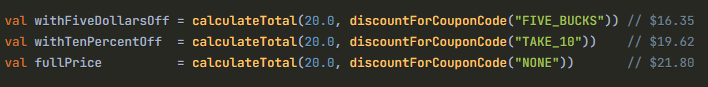 val withFiveDollarsOff = calculateTotal(20.0, discountForCouponCode("FIVE_BUCKS")) // $16.35
val withTenPercentOff  = calculateTotal(20.0, discountForCouponCode("TAKE_10"))    // $19.62
val fullPrice          = calculateTotal(20.0, discountForCouponCode("NONE"))       // $21.80